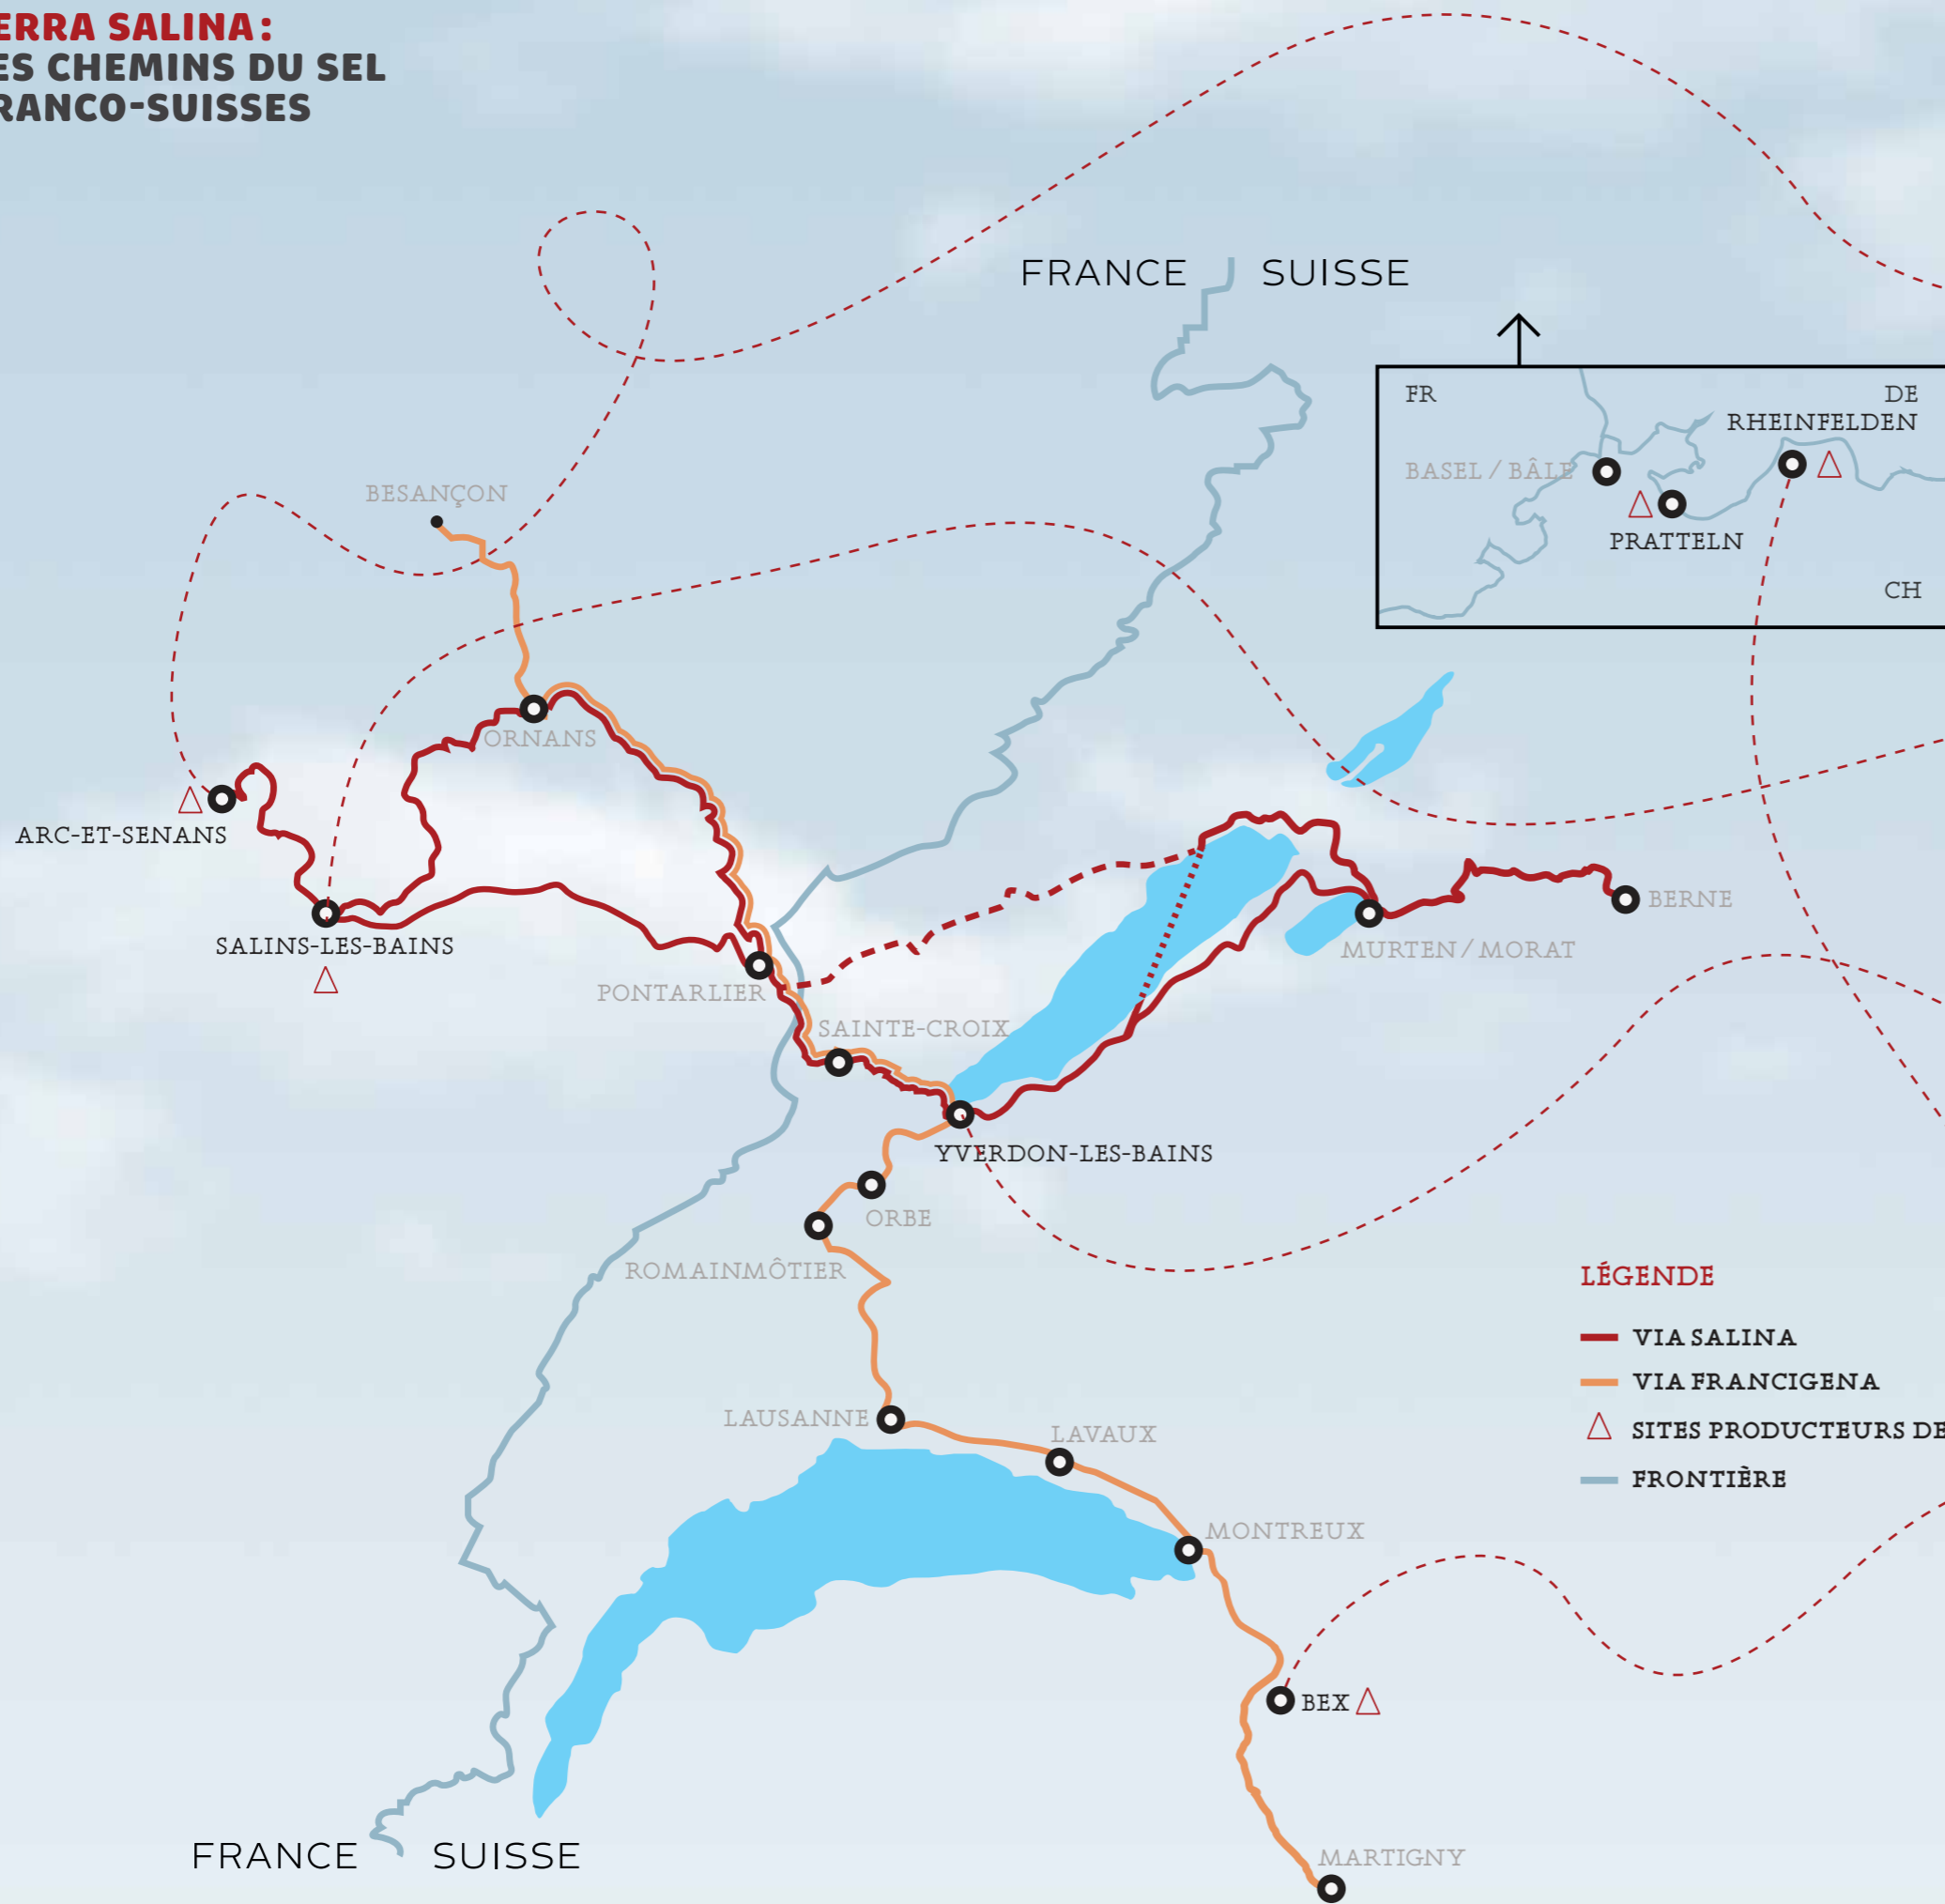 ERRA SALINA:
ES CHEMINS DU SEL
RANCO-SUISSES
FRANCE SUISSE
FR DE
RHEINFELDEN
BASEL / BÂLE
PRATTELN
CH
BESANÇON
ORNANS
ARC-ET-SENANS
SALINS-LES-BAINS
BERNE
MURTEN / MORAT
PONTARLIER
SAINTE-CROIX
YVERDON-LES-BAINS
ORBE
ROMAINMÔTIER
LÉGENDE
VIA SALINA
VIA FRANCIGENA
SITES PRODUCTEURS DE
FRONTIÈRE
LAUSANNE
LAVAUX
MONTREUX
BEX
MARTIGNY
FRANCE SUISSE